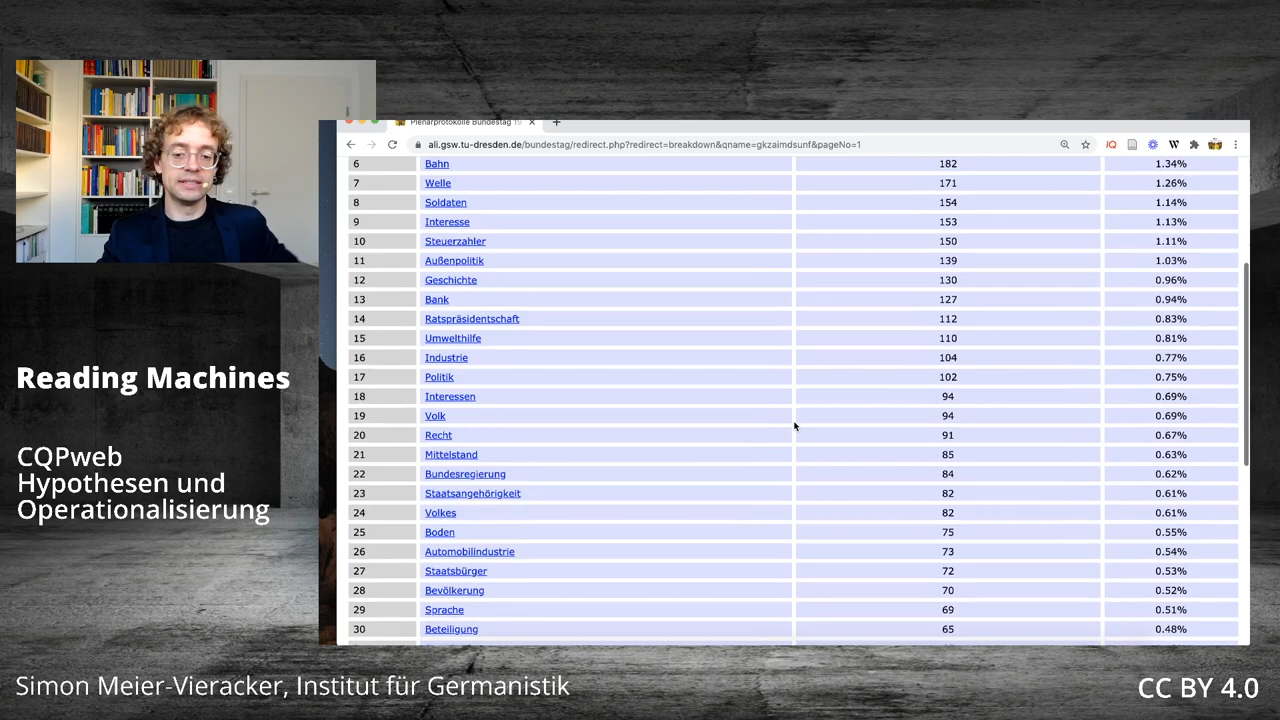 Plenarprotokolle Bundestag 19
ali.gsw.tu-dresden.de/bundestag/redirect.php?redirect=breakdown&qname=gkzaimdsunf&pageNo=1
6 Bahn 182 1.34%
7 Welle 171 1.26%
8 Soldaten 154 1.14%
9 Interesse 153 1.13%
10 Steuerzahler 150 1.11%
11 Außenpolitik 139 1.03%
12 Geschichte 130 0.96%
13 Bank 127 0.94%
14 Ratspräsidentschaft 112 0.83%
15 Umwelthilfe 110 0.81%
16 Industrie 104 0.77%
17 Politik 102 0.75%
18 Interessen 94 0.69%
19 Volk 94 0.69%
20 Recht 91 0.67%
21 Mittelstand 85 0.63%
22 Bundesregierung 84 0.62%
23 Staatsangehörigkeit 82 0.61%
24 Volkes 82 0.61%
25 Boden 75 0.55%
26 Automobilindustrie 73 0.54%
27 Staatsbürger 72 0.53%
28 Bevölkerung 70 0.52%
29 Sprache 69 0.51%
30 Beteiligung 65 0.48%
Reading Machines
CQPweb
Hypothesen und
Operationalisierung
Simon Meier-Vieracker, Institut für Germanistik
CC BY 4.0